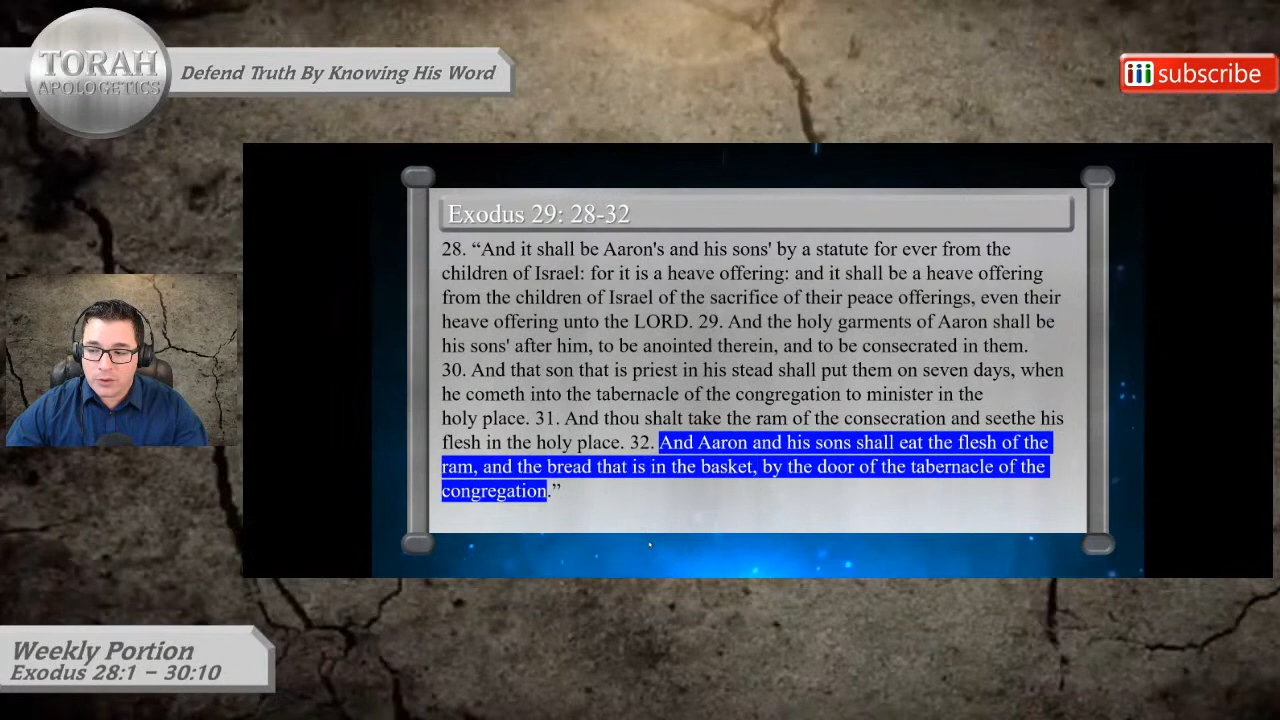 TORAH
APOLOGETICS
Defend Truth By Knowing His Word
subscribe
Exodus 29: 28-32
28. “And it shall be Aaron's and his sons' by a statute for ever from the
children of Israel: for it is a heave offering: and it shall be a heave offering
from the children of Israel of the sacrifice of their peace offerings, even their
heave offering unto the LORD. 29. And the holy garments of Aaron shall be
his sons' after him, to be anointed therein, and to be consecrated in them.
30. And that son that is priest in his stead shall put them on seven days, when
he cometh into the tabernacle of the congregation to minister in the
holy place. 31. And thou shalt take the ram of the consecration and seethe his
flesh in the holy place. 32. And Aaron and his sons shall eat the flesh of the
ram, and the bread that is in the basket, by the door of the tabernacle of the
congregation.”
Weekly Portion
Exodus 28:1 – 30:10